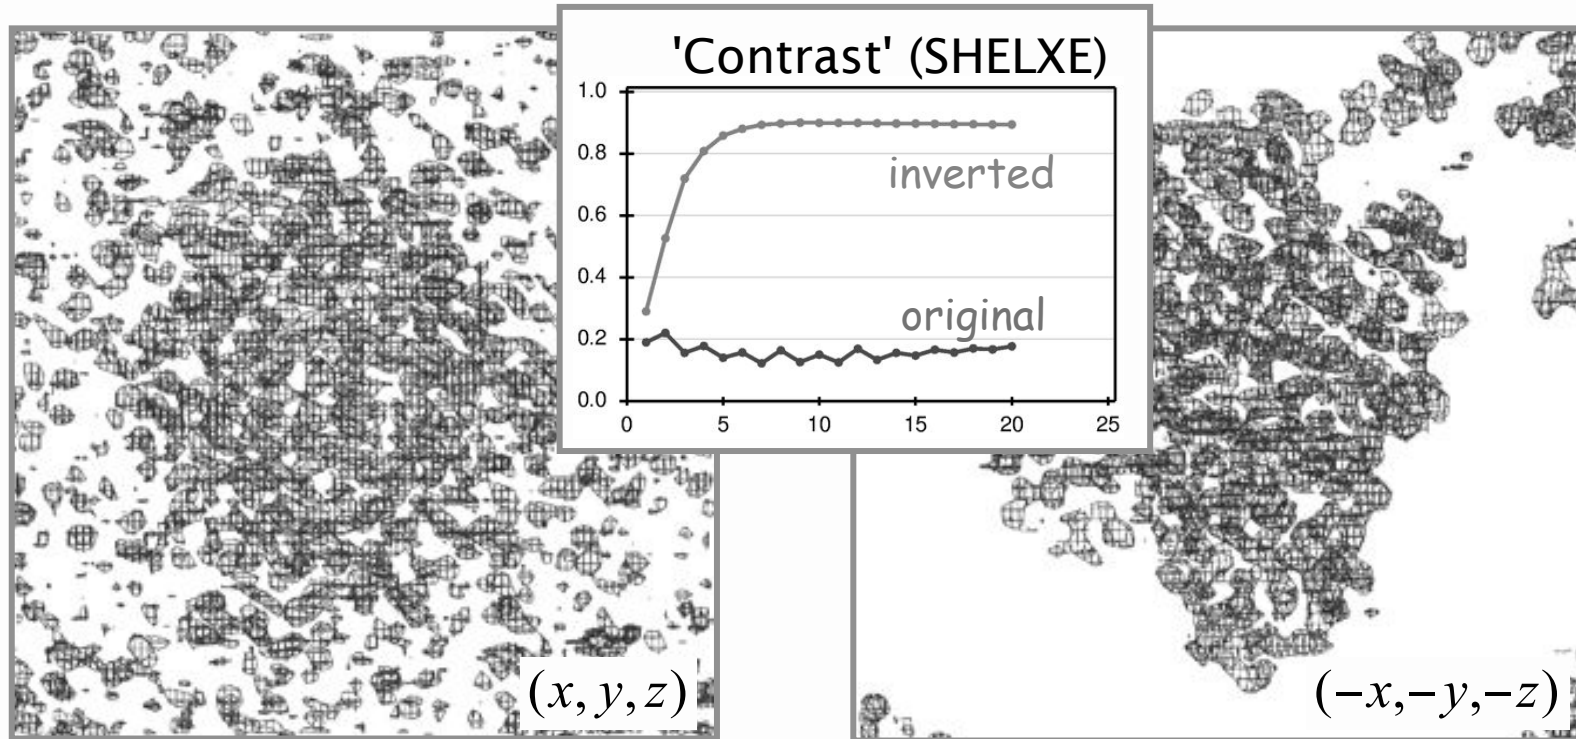 'Contrast' (SHELXE)
1.0
0.8
inverted
0.6
0.4
original
0.2
0.0
0 5 10 15 20 25
(x, y, z)
(−x,−y,−z)